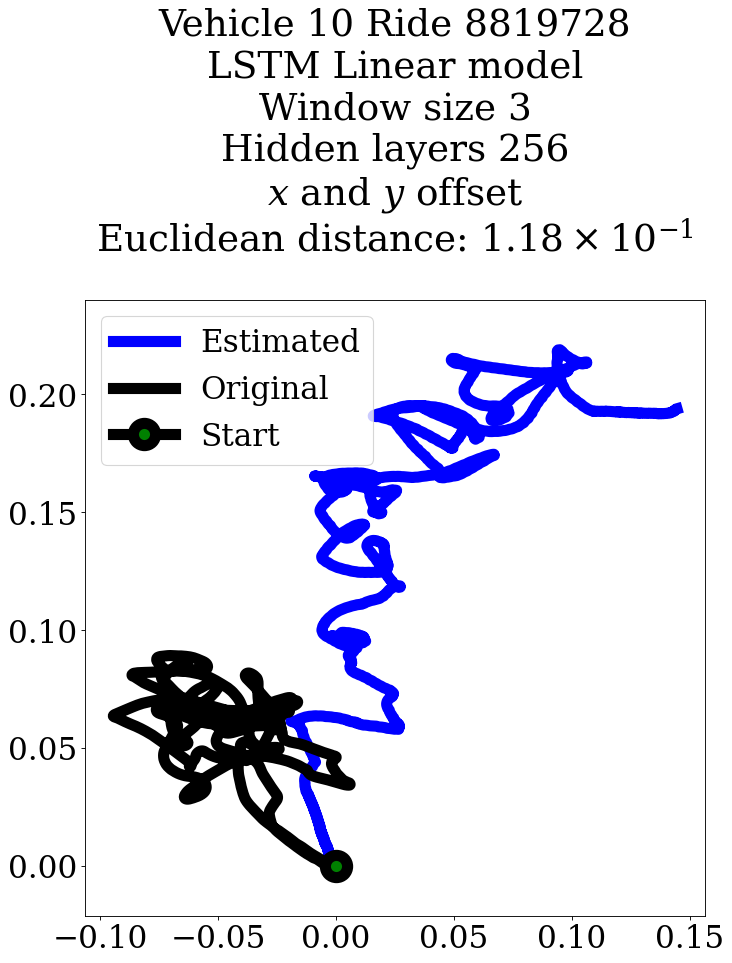 Vehicle 10 Ride 8819728
LSTM Linear model
Window size 3
Hidden layers 256
x and y offset
Euclidean distance: 1.18 × 10⁻¹
Estimated
Original
Start
0.20
0.15
0.10
0.05
0.00
−0.10 −0.05 0.00 0.05 0.10 0.15